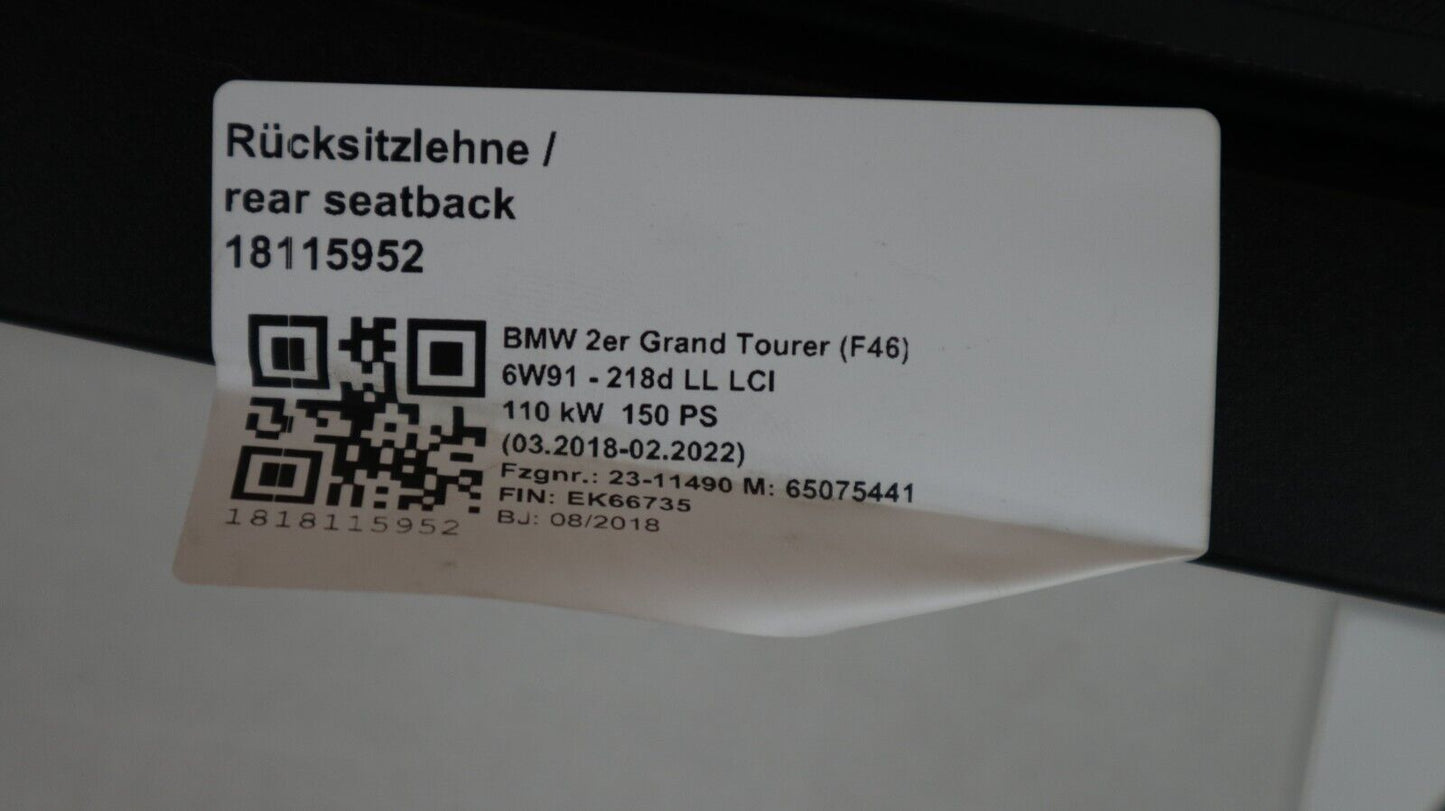 Rücksitzlehne /
rear seatback
18115952
BMW 2er Grand Tourer (F46)
6W91 - 218d LL LCI
110 kW 150 PS
(03.2018-02.2022)
Fzgnr.: 23-11490 M: 65075441
FIN: EK66735
BJ: 08/2018
1818115952